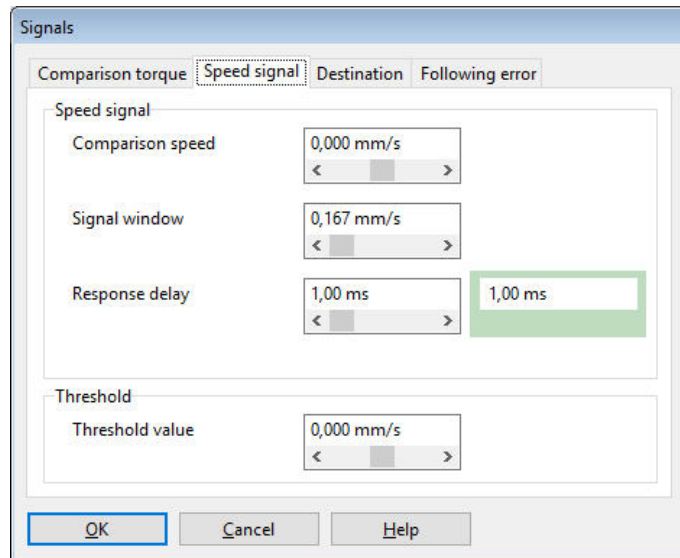 Signals
Comparison torque Speed signal Destination Following error
Speed signal
Comparison speed 0,000 mm/s
Signal window 0,167 mm/s
Response delay 1,00 ms 1,00 ms
Threshold
Threshold value 0,000 mm/s
OK Cancel Help